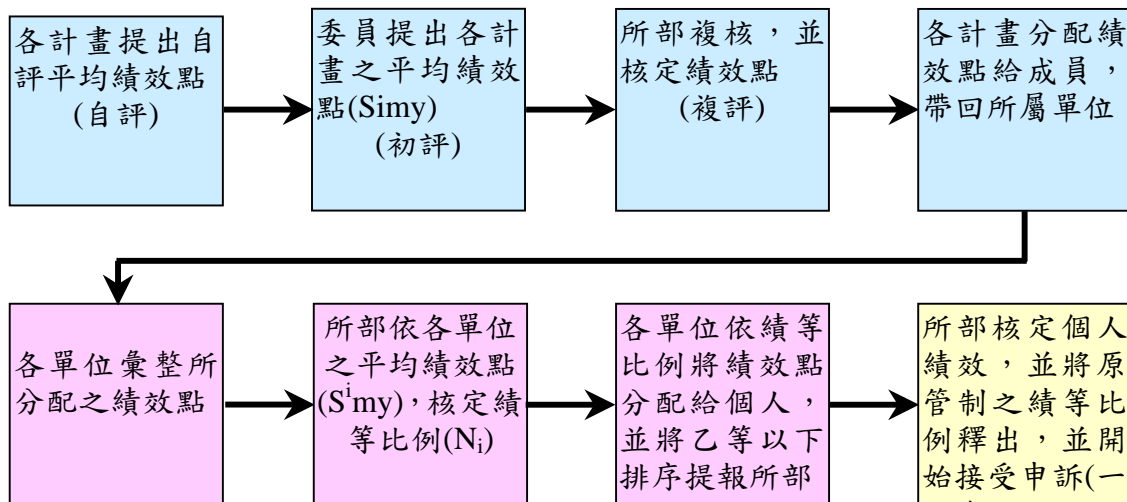 各計畫提出自
評平均績效點
(自評)
委員提出各計
畫之平均績效
點(Simy)
(初評)
所部複核，並
核定績效點
(複評)
各計畫分配績
效點給成員，
帶回所屬單位
各單位彙整所
分配之績效點
所部依各單位
之平均績效點
(Sⁱmy)，核定績
等比例(Nᵢ)
各單位依績等
比例將績效點
分配給個人，
並將乙等以下
排序提報所部
所部核定個人
績效，並將原
管制之績等比
例釋出，並開
始接受申訴(一